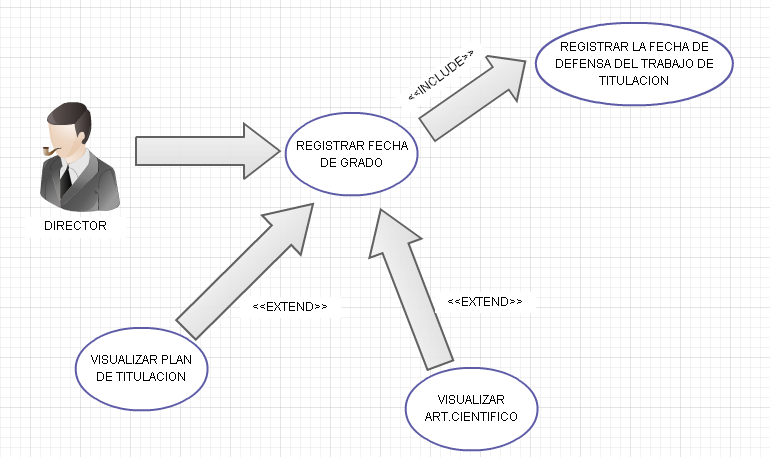 REGISTRAR LA FECHA DE
DEFENSA DEL TRABAJO DE
TITULACION
<<INCLUDE>>
REGISTRAR FECHA
DE GRADO
DIRECTOR
<<EXTEND>>
<<EXTEND>>
VISUALIZAR PLAN
DE TITULACION
VISUALIZAR
ART.CIENTIFICO